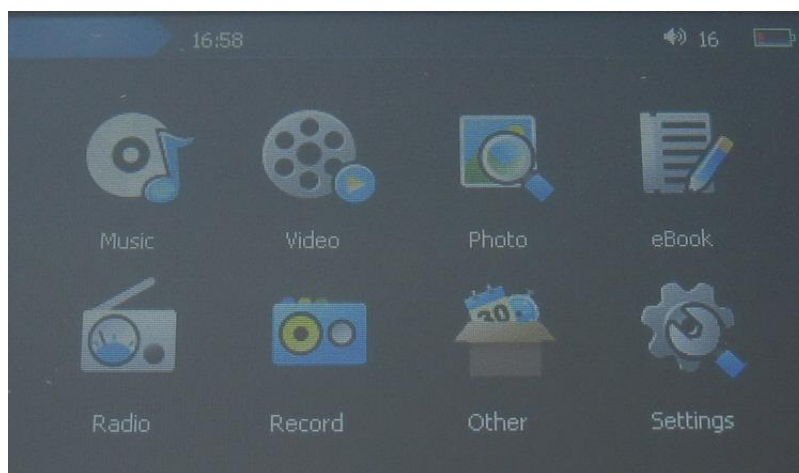 16:58
16
Music
Video
Photo
eBook
30
Radio
Record
Other
Settings